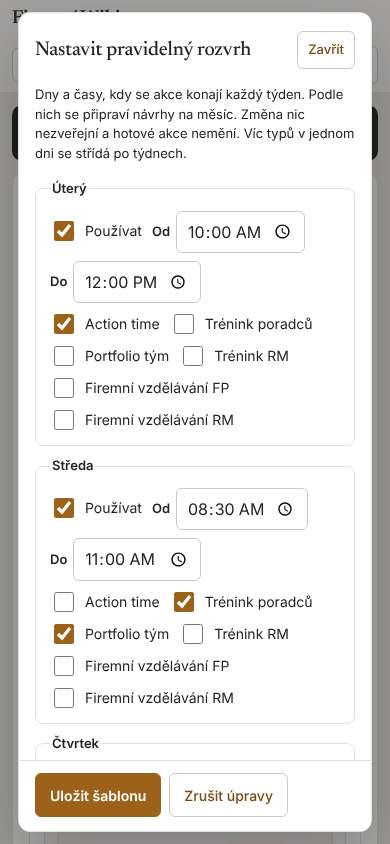 Nastavit pravidelný rozvrh
Zavřít
Dny a časy, kdy se akce konají každý týden. Podle
nich se připraví návrhy na měsíc. Změna nic
nezveřejní a hotové akce nemění. Víc typů v jednom
dni se střídá po týdnech.
Úterý
Používat Od 10:00 AM
Do 12:00 PM
Action time Trénink poradců
Portfolio tým Trénink RM
Firemní vzdělávání FP
Firemní vzdělávání RM
Středa
Používat Od 08:30 AM
Do 11:00 AM
Action time Trénink poradců
Portfolio tým Trénink RM
Firemní vzdělávání FP
Firemní vzdělávání RM
Čtvrtek
Uložit šablonu Zrušit úpravy